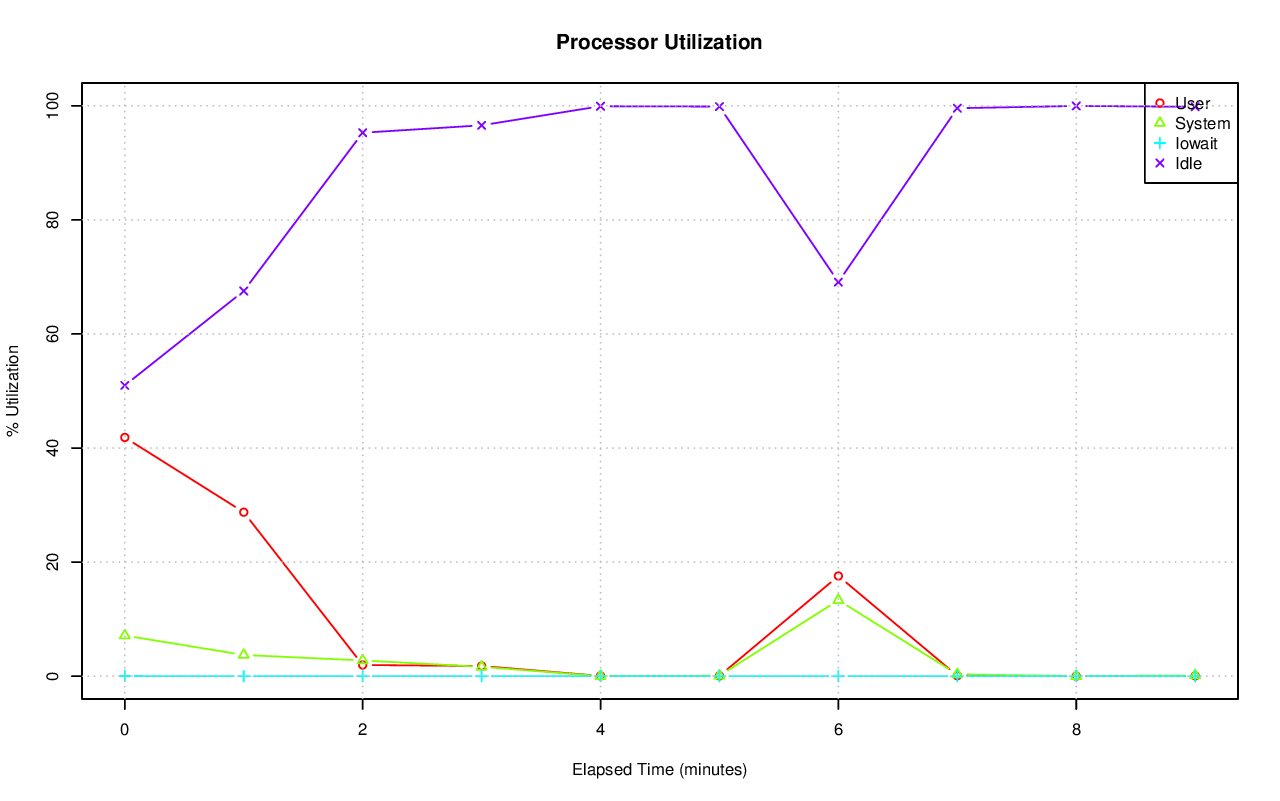 Processor Utilization
100
80
60
40
20
0
% Utilization
User
System
Iowait
Idle
0 2 4 6 8
Elapsed Time (minutes)